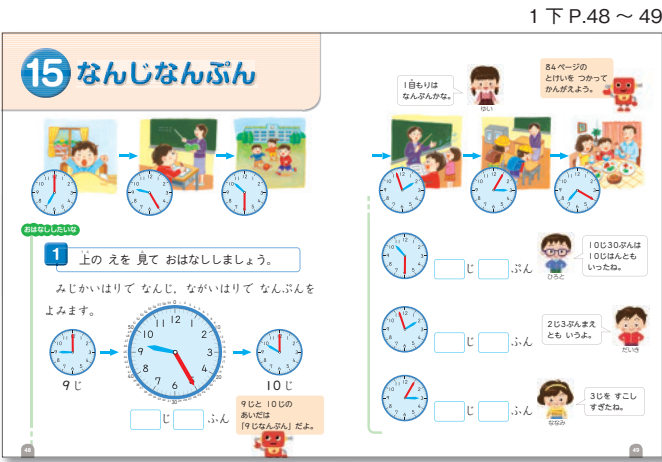 1下 P.48 ～ 49
15 なんじなんぷん
おはなししたいな
1 上の えを 見て おはなししましょう。
みじかいはりで なんじ，ながいはりで なんぷんを
よみます。
9じ
10じ
じ ふん
9じと 10じの
あいだは
「9じなんぷん」だよ。
48
1目もりは
なんぷんかな。
ゆい
84ページの
とけいを つかって
かんがえよう。
じ ぷん
ひろと
10じ30ぷんは
10じはんとも
いったね。
じ ぷん
2じ3ぷんまえ
とも いうよ。
だいき
じ ふん
ななみ
3じを すこし
すぎたね。
49